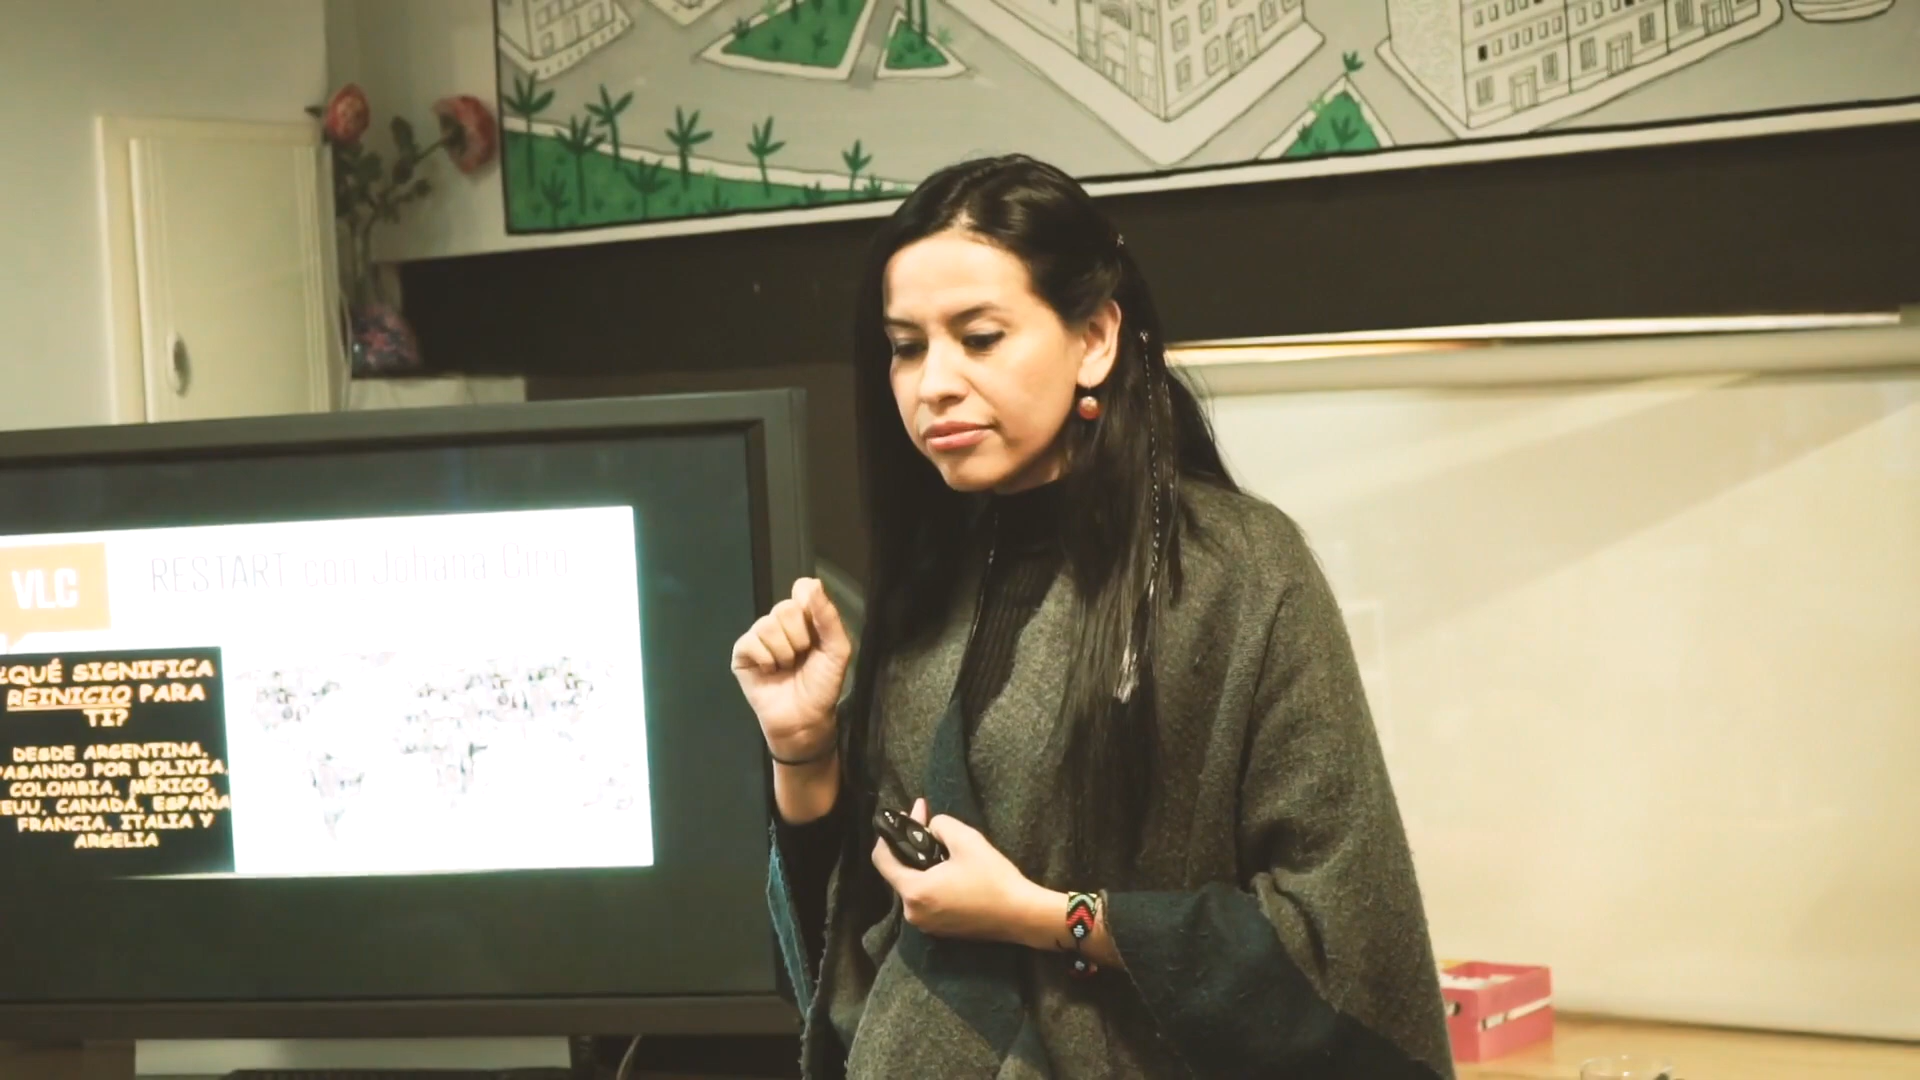 VLC
RESTART con Johana Ciro
¿QUÉ SIGNIFICA
REINICIO PARA
TI?
DESDE ARGENTINA,
PASANDO POR BOLIVIA,
COLOMBIA, MÉXICO,
EEUU, CANADÁ, ESPAÑA
FRANCIA, ITALIA Y
ARGELIA